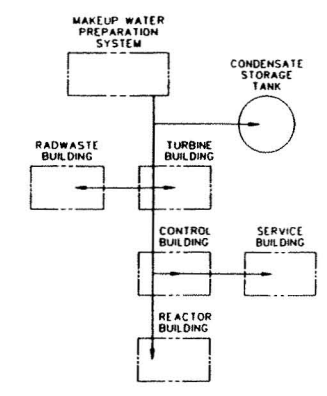 MAKEUP WATER
PREPARATION
SYSTEM
CONDENSATE
STORAGE
TANK
RADWASTE
BUILDING
TURBINE
BUILDING
CONTROL
BUILDING
SERVICE
BUILDING
REACTOR
BUILDING